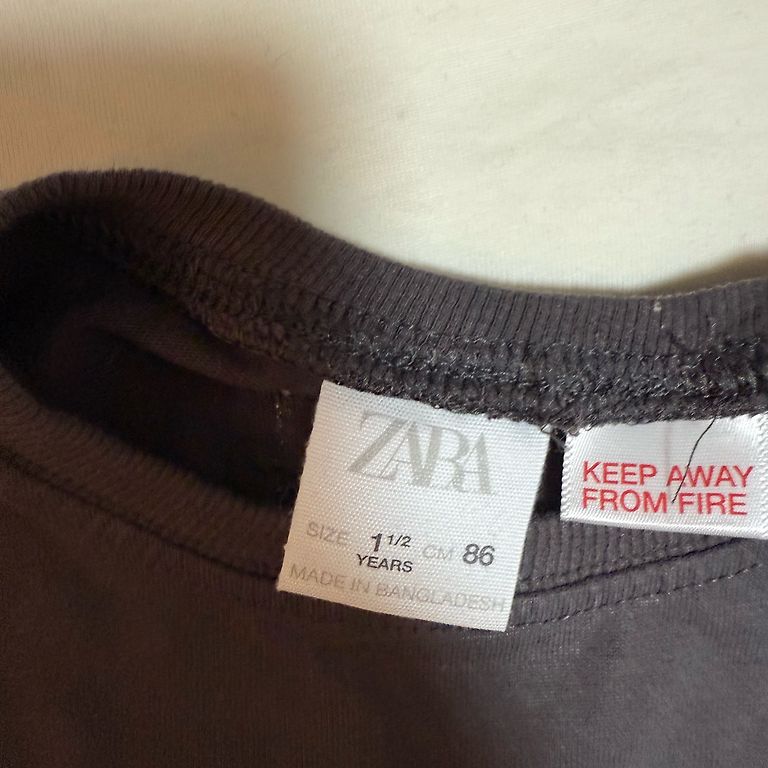 ZARA
SIZE 1 1/2 CM 86
YEARS
MADE IN BANGLADESH
KEEP AWAY
FROM FIRE